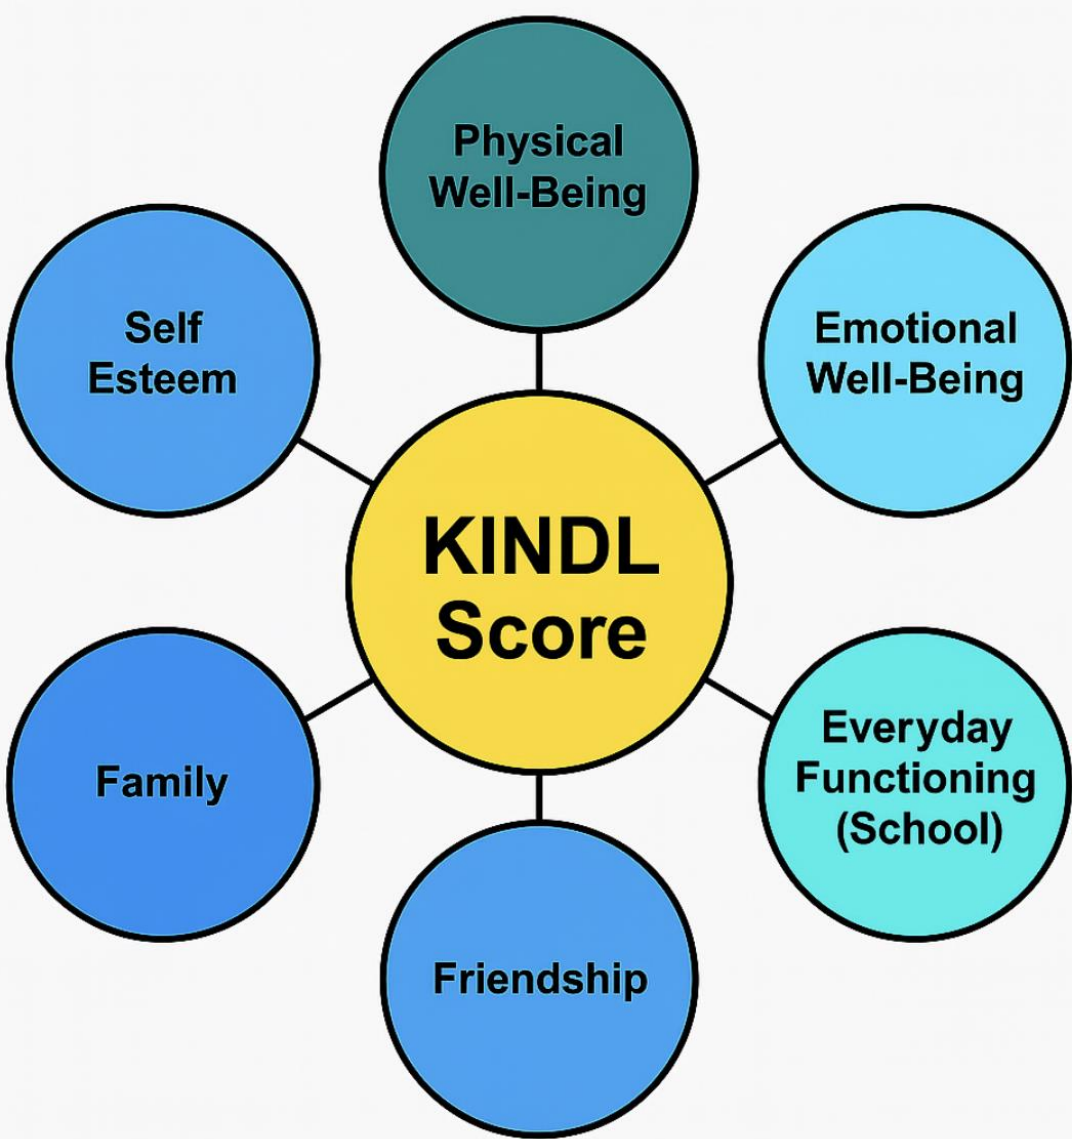 Physical
Well-Being
Self
Esteem
Emotional
Well-Being
KINDL
Score
Family
Everyday
Functioning
(School)
Friendship